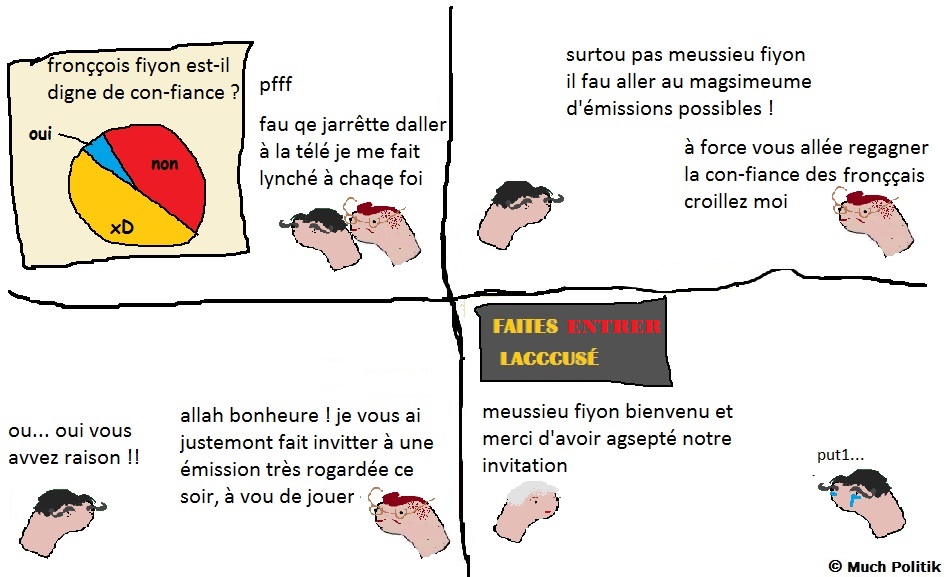 fronççois fiyon est-il
digne de con-fiance ?
oui
non
xD
pfff
fau qe jarrêtte daller
à la télé je me fait
lynché à chaqe foi
surtou pas meussieu fiyon
il fau aller au magsimeume
d'émissions possibles !
à force vous allée regagner
la con-fiance des fronççais
croillez moi
ou... oui vous
avvez raison !!
allah bonheure ! je vous ai
justemont fait invitter à une
émission très rogardée ce
soir, à vou de jouer
FAITES ENTRER
LACCCUSÉ
meussieu fiyon bienvenu et
merci d'avoir agsepté notre
invitation
put1...
© Much Politik